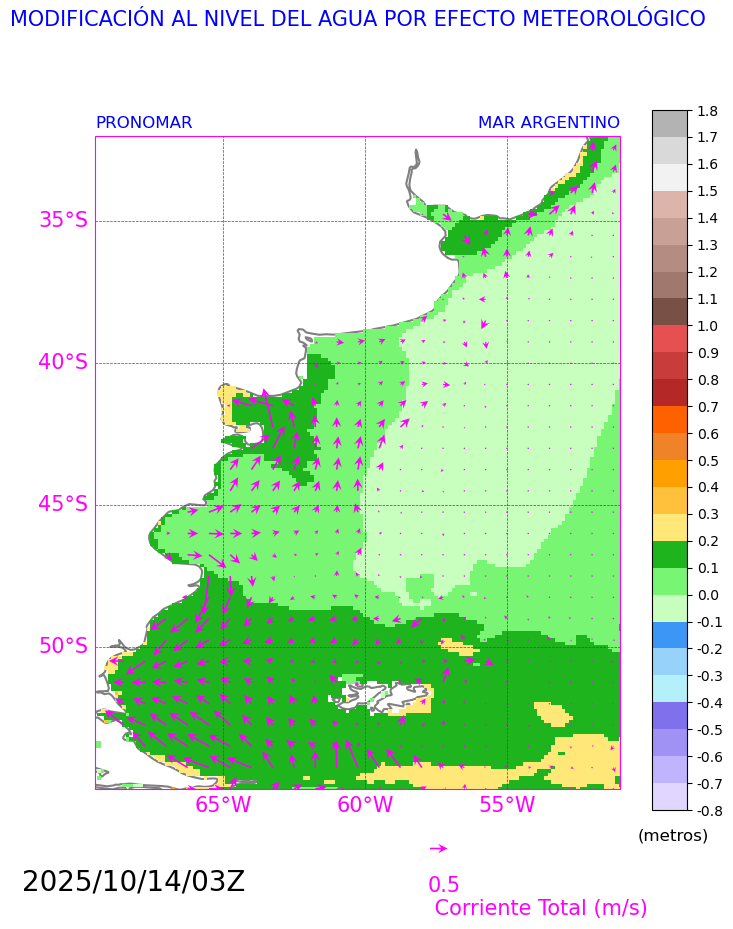 MODIFICACIÓN AL NIVEL DEL AGUA POR EFECTO METEOROLÓGICO
PRONOMAR
MAR ARGENTINO
35°S
40°S
45°S
50°S
65°W
60°W
55°W
1.8
1.7
1.6
1.5
1.4
1.3
1.2
1.1
1.0
0.9
0.8
0.7
0.6
0.5
0.4
0.3
0.2
0.1
0.0
-0.1
-0.2
-0.3
-0.4
-0.5
-0.6
-0.7
-0.8
(metros)
2025/10/14/03Z
0.5
Corriente Total (m/s)